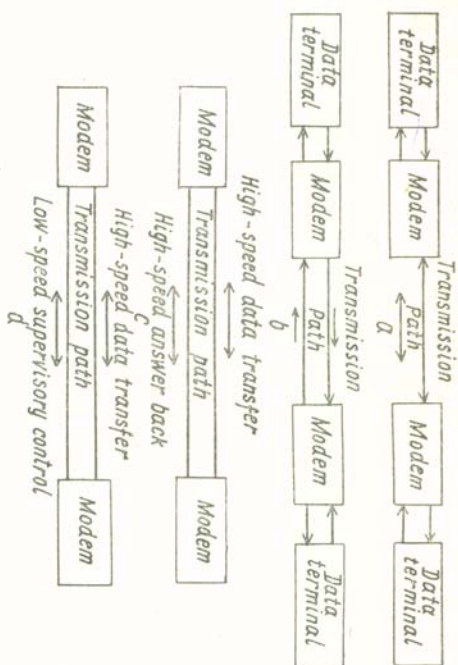 Data
terminal
Modem
Transmission
path
a
Modem
Data
terminal
Data
terminal
Modem
Transmission
path
b
Modem
Data
terminal
High-speed data transfer
Modem
Transmission path
Modem
High-speed answer back
c
High-speed data transfer
Modem
Transmission path
Modem
Low-speed supervisory control
d